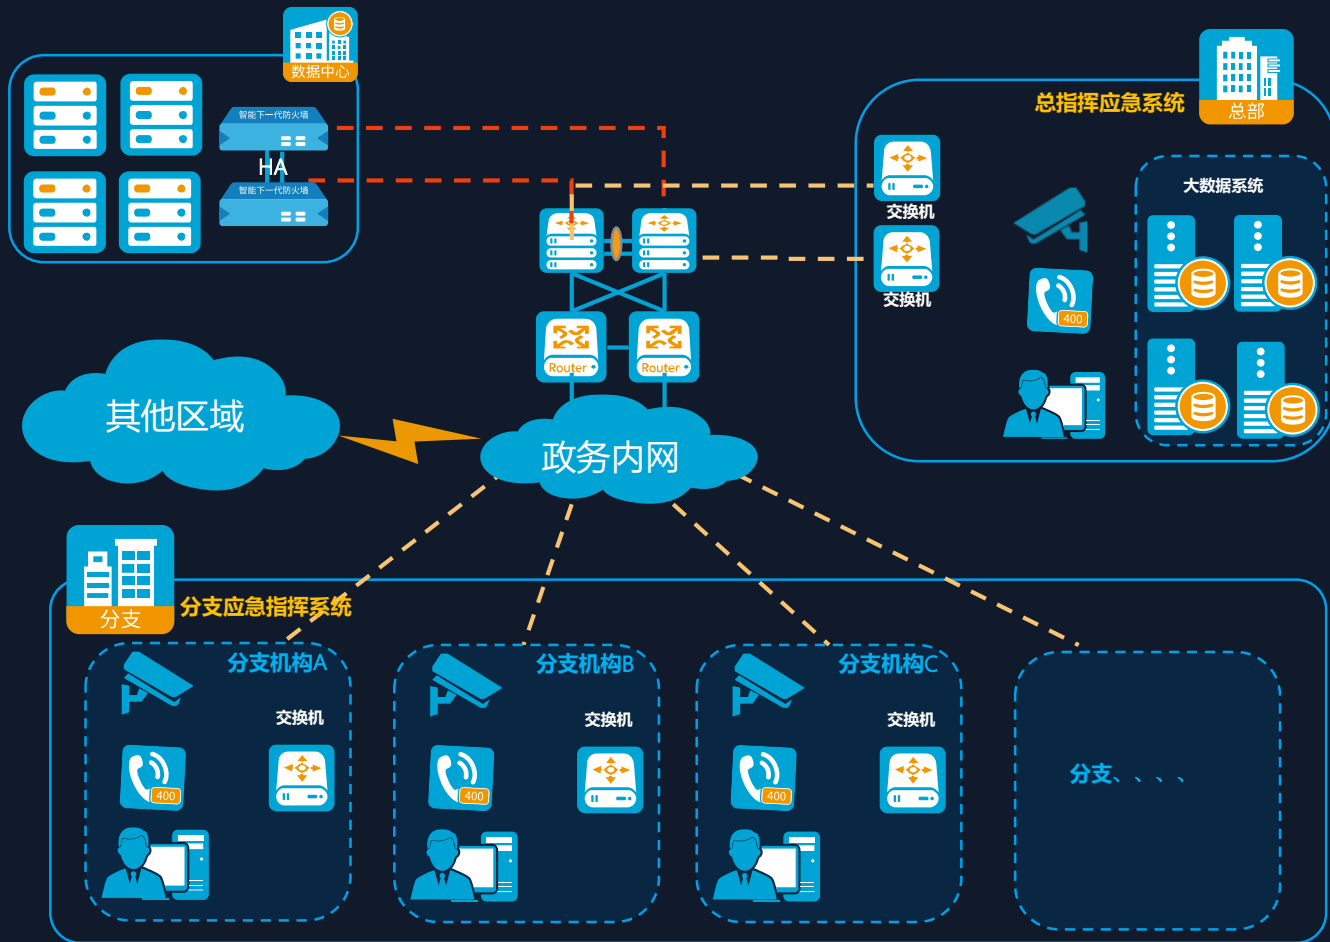 数据中心
智能下一代防火墙
HA
智能下一代防火墙
总指挥应急系统
总部
交换机
交换机
大数据系统
400
Router
Router
其他区域
政务内网
分支
分支应急指挥系统
分支机构A
交换机
400
分支机构B
交换机
400
分支机构C
交换机
400
分支、、、、